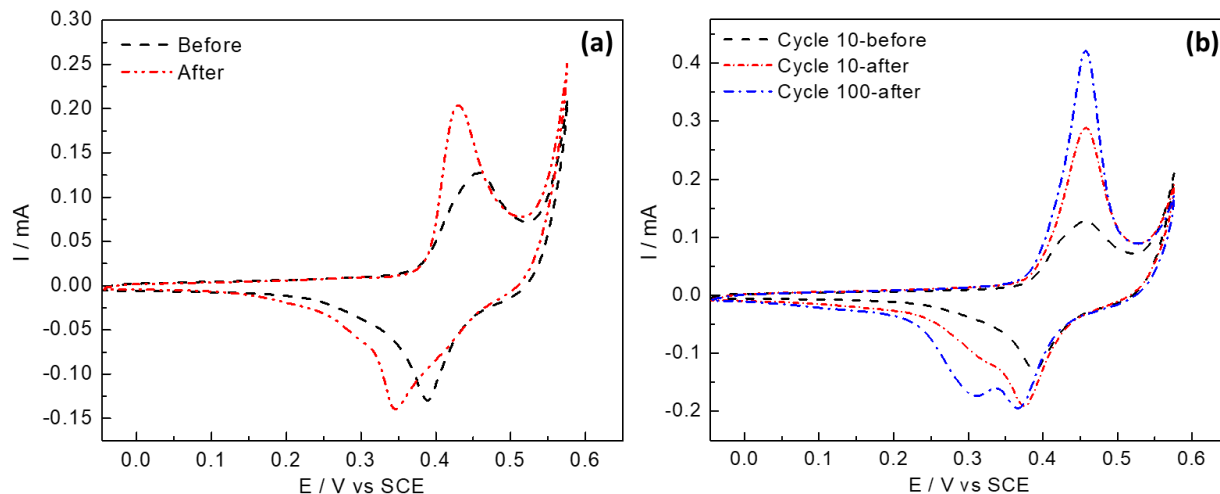 (a)
Before
After
0.30
0.25
0.20
0.15
0.10
0.05
0.00
-0.05
-0.10
-0.15
I / mA
0.0 0.1 0.2 0.3 0.4 0.5 0.6
E / V vs SCE
(b)
Cycle 10-before
Cycle 10-after
Cycle 100-after
0.4
0.3
0.2
0.1
0.0
-0.1
-0.2
I / mA
0.0 0.1 0.2 0.3 0.4 0.5 0.6
E / V vs SCE